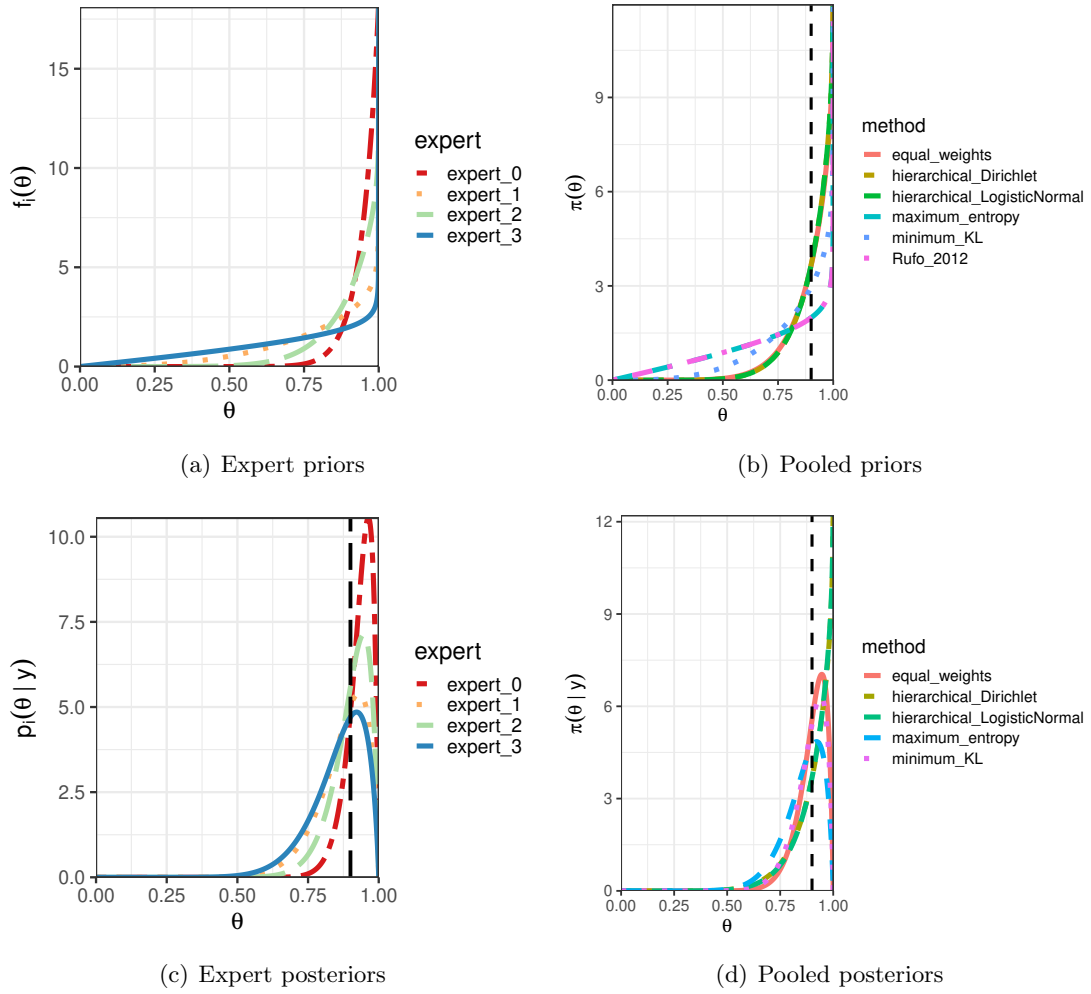 fi(θ)
15
10
5
0
0.00 0.25 0.50 0.75 1.00
θ
expert
expert_0
expert_1
expert_2
expert_3
(a) Expert priors
π(θ)
9
6
3
0
0.00 0.25 0.50 0.75 1.00
θ
method
equal_weights
hierarchical_Dirichlet
hierarchical_LogisticNormal
maximum_entropy
minimum_KL
Rufo_2012
(b) Pooled priors
pi(θ | y)
10.0
7.5
5.0
2.5
0.0
0.00 0.25 0.50 0.75 1.00
θ
expert
expert_0
expert_1
expert_2
expert_3
(c) Expert posteriors
π(θ | y)
12
9
6
3
0
0.00 0.25 0.50 0.75 1.00
θ
method
equal_weights
hierarchical_Dirichlet
hierarchical_LogisticNormal
maximum_entropy
minimum_KL
(d) Pooled posteriors